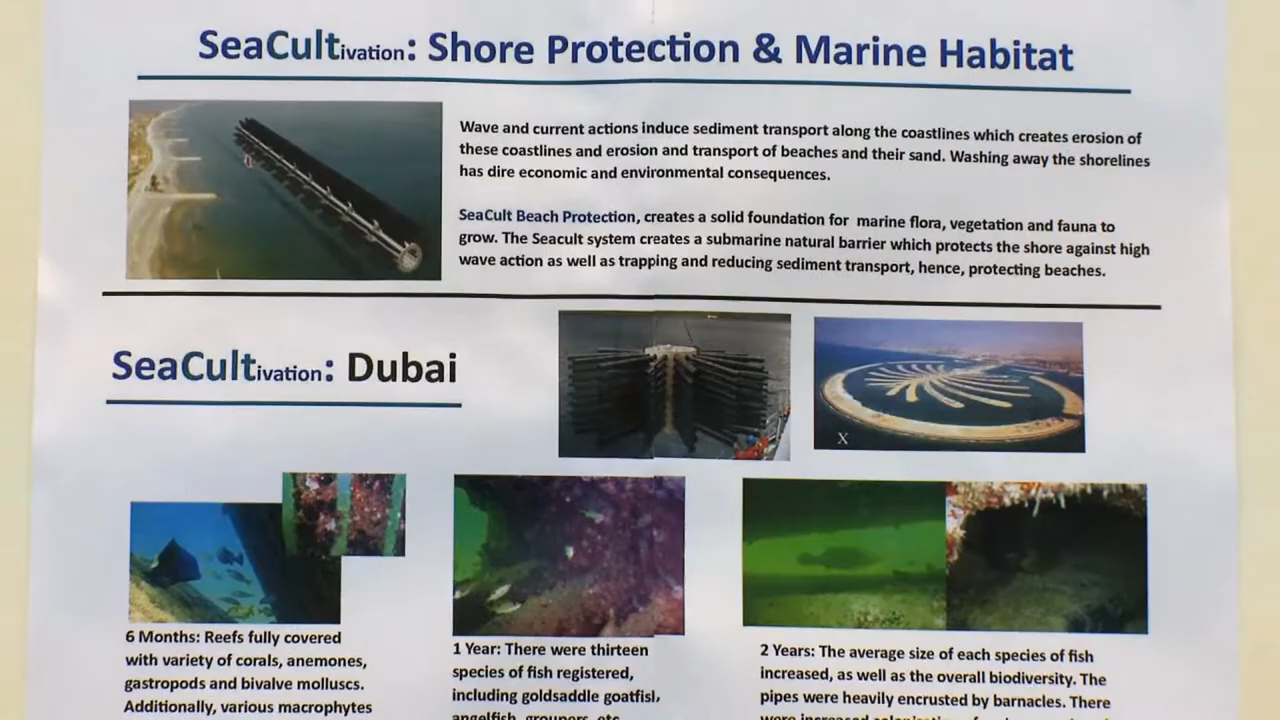 SeaCultivation: Shore Protection & Marine Habitat
Wave and current actions induce sediment transport along the coastlines which creates erosion of
these coastlines and erosion and transport of beaches and their sand. Washing away the shorelines
has dire economic and environmental consequences.
SeaCult Beach Protection, creates a solid foundation for marine flora, vegetation and fauna to
grow. The Seacult system creates a submarine natural barrier which protects the shore against high
wave action as well as trapping and reducing sediment transport, hence, protecting beaches.
SeaCultivation: Dubai
X
6 Months: Reefs fully covered
with variety of corals, anemones,
gastropods and bivalve molluscs.
Additionally, various macrophytes
1 Year: There were thirteen
species of fish registered,
including goldsaddle goatfish,
angelfish, groupers, etc.
2 Years: The average size of each species of fish
increased, as well as the overall biodiversity. The
pipes were heavily encrusted by barnacles. There
were increased